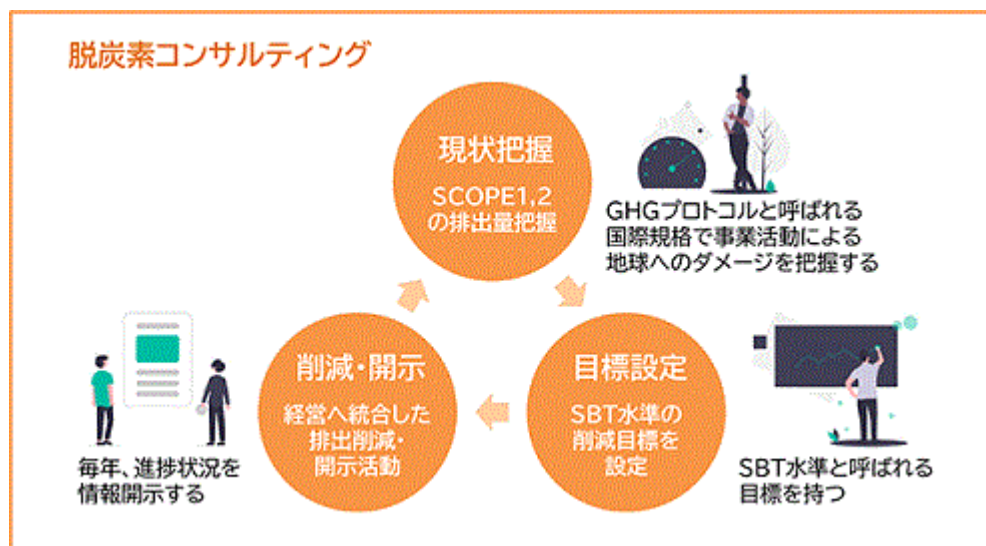 脱炭素コンサルティング
現状把握
SCOPE1,2
の排出量把握
GHGプロトコルと呼ばれる
国際規格で事業活動による
地球へのダメージを把握する
目標設定
SBT水準の
削減目標を
設定
SBT水準と呼ばれる
目標を持つ
削減・開示
経営へ統合した
排出削減・
開示活動
毎年、進捗状況を
情報開示する